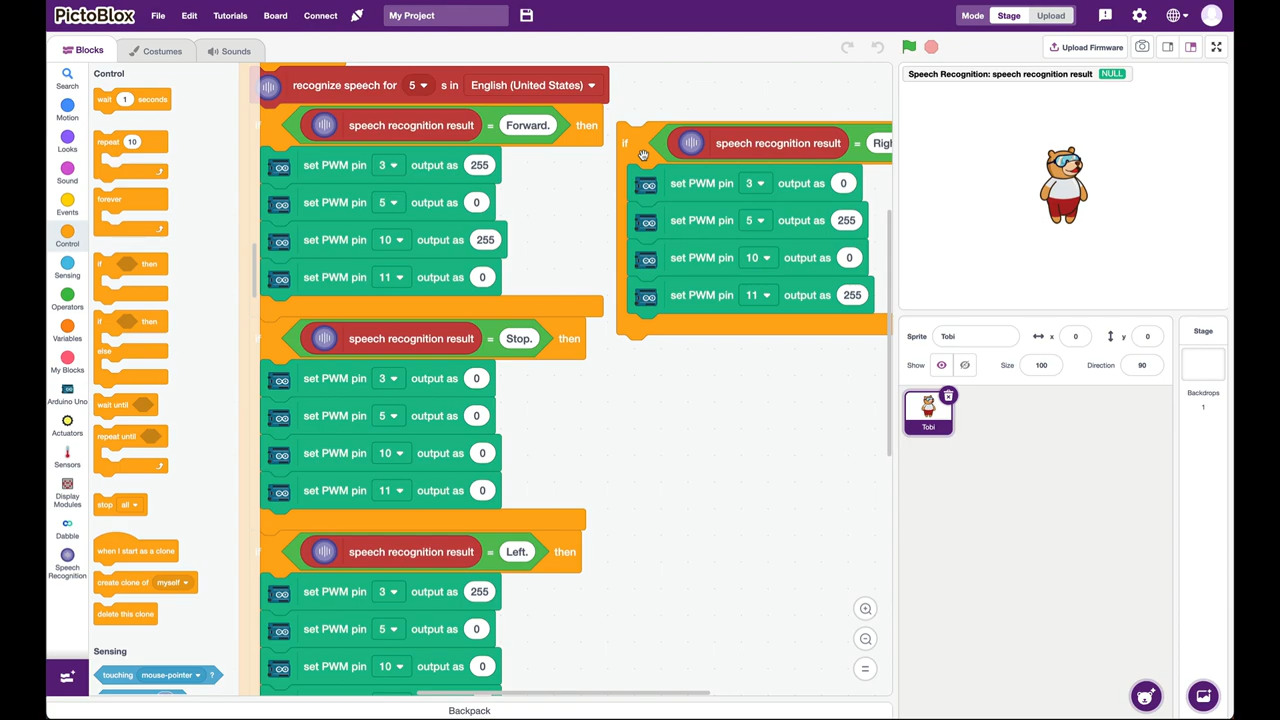 PictoBlox File Edit Tutorials Board Connect My Project Mode Stage Upload
Blocks Costumes Sounds Upload Firmware
Search
Motion
Looks
Sound
Events
Control
Sensing
Operators
Variables
My Blocks
Arduino Uno
Actuators
Sensors
Display
Modules
Dabble
Speech
Recognition
Control
wait 1 seconds
repeat 10
forever
if then
if then
else
wait until
repeat until
stop all
when I start as a clone
create clone of myself
delete this clone
Sensing
touching mouse-pointer ?
recognize speech for 5 s in English (United States)
if speech recognition result = Forward. then
set PWM pin 3 output as 255
set PWM pin 5 output as 0
set PWM pin 10 output as 255
set PWM pin 11 output as 0
speech recognition result = Stop. then
set PWM pin 3 output as 0
set PWM pin 5 output as 0
set PWM pin 10 output as 0
set PWM pin 11 output as 0
speech recognition result = Left. then
set PWM pin 3 output as 255
set PWM pin 5 output as 0
set PWM pin 10 output as 0
if speech recognition result =
set PWM pin 3 output as 0
set PWM pin 5 output as 255
set PWM pin 10 output as 0
set PWM pin 11 output as 255
Backpack
Speech Recognition: speech recognition result NULL
Sprite Tobi x 0 y 0
Show Size 100 Direction 90
Tobi
Stage
Backdrops
1